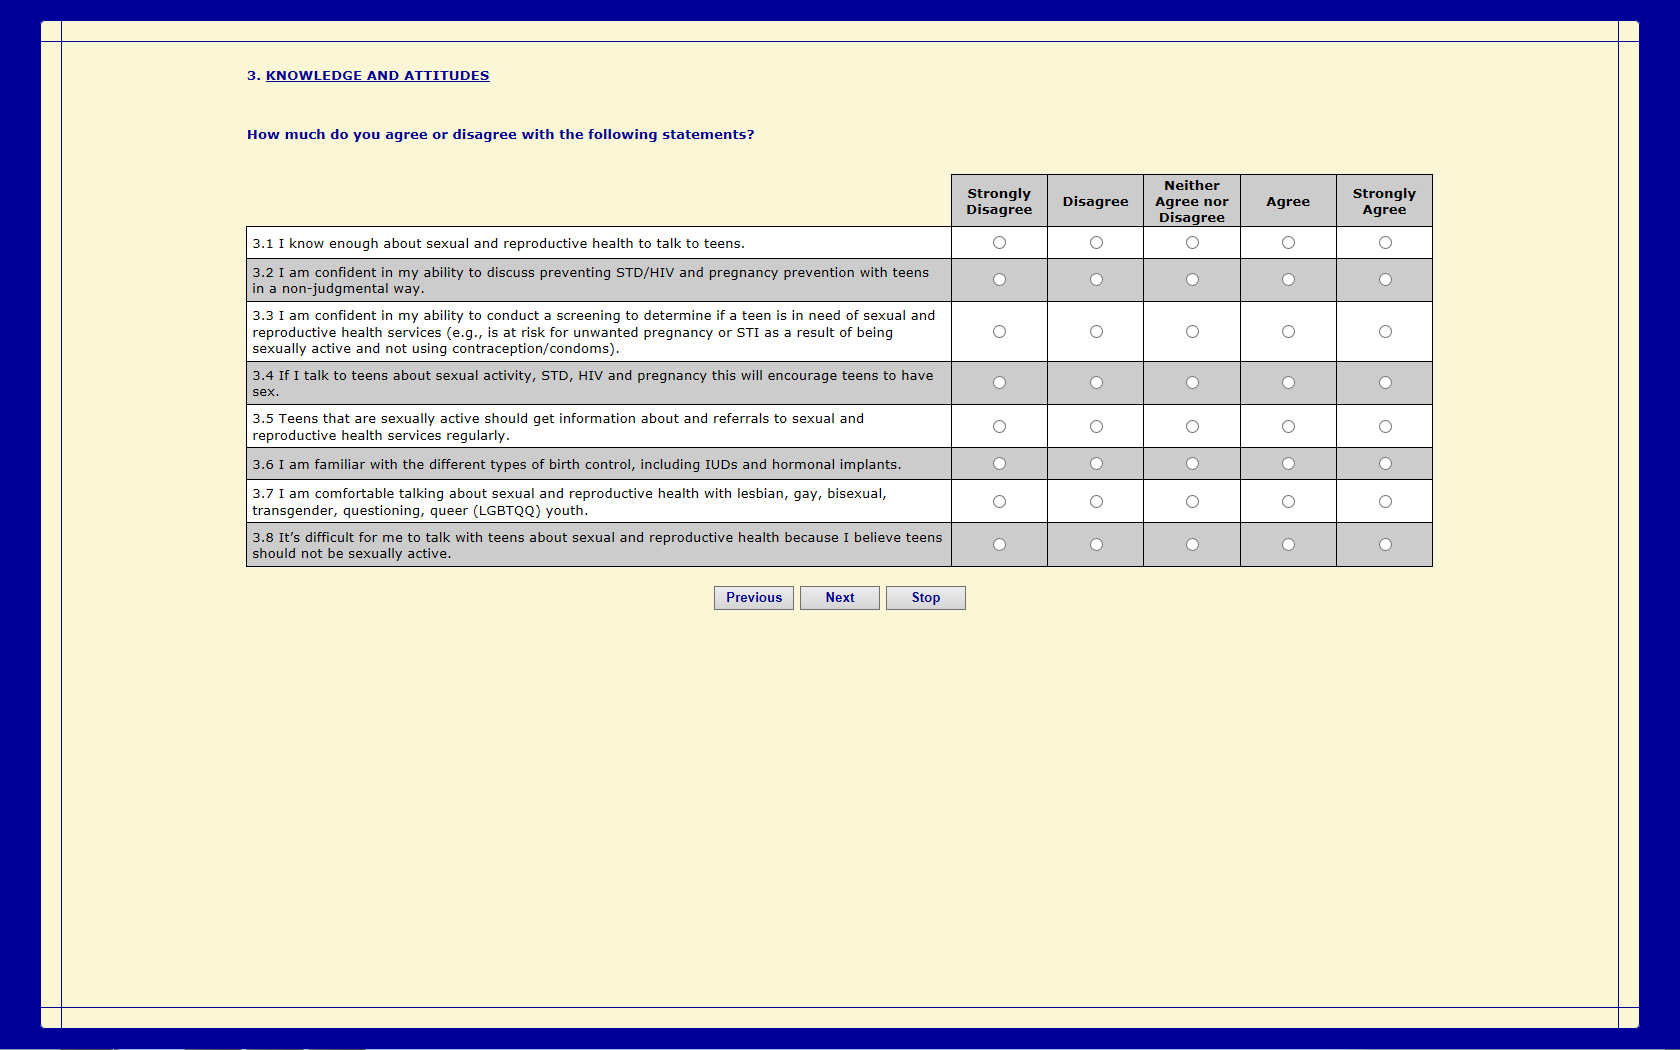 3. KNOWLEDGE AND ATTITUDES
How much do you agree or disagree with the following statements?
Strongly Disagree
Disagree
Neither Agree nor Disagree
Agree
Strongly Agree
3.1 I know enough about sexual and reproductive health to talk to teens.
3.2 I am confident in my ability to discuss preventing STD/HIV and pregnancy prevention with teens
in a non-judgmental way.
3.3 I am confident in my ability to conduct a screening to determine if a teen is in need of sexual and
reproductive health services (e.g., is at risk for unwanted pregnancy or STI as a result of being
sexually active and not using contraception/condoms).
3.4 If I talk to teens about sexual activity, STD, HIV and pregnancy this will encourage teens to have
sex.
3.5 Teens that are sexually active should get information about and referrals to sexual and
reproductive health services regularly.
3.6 I am familiar with the different types of birth control, including IUDs and hormonal implants.
3.7 I am comfortable talking about sexual and reproductive health with lesbian, gay, bisexual,
transgender, questioning, queer (LGBTQQ) youth.
3.8 It’s difficult for me to talk with teens about sexual and reproductive health because I believe teens
should not be sexually active.
Previous
Next
Stop